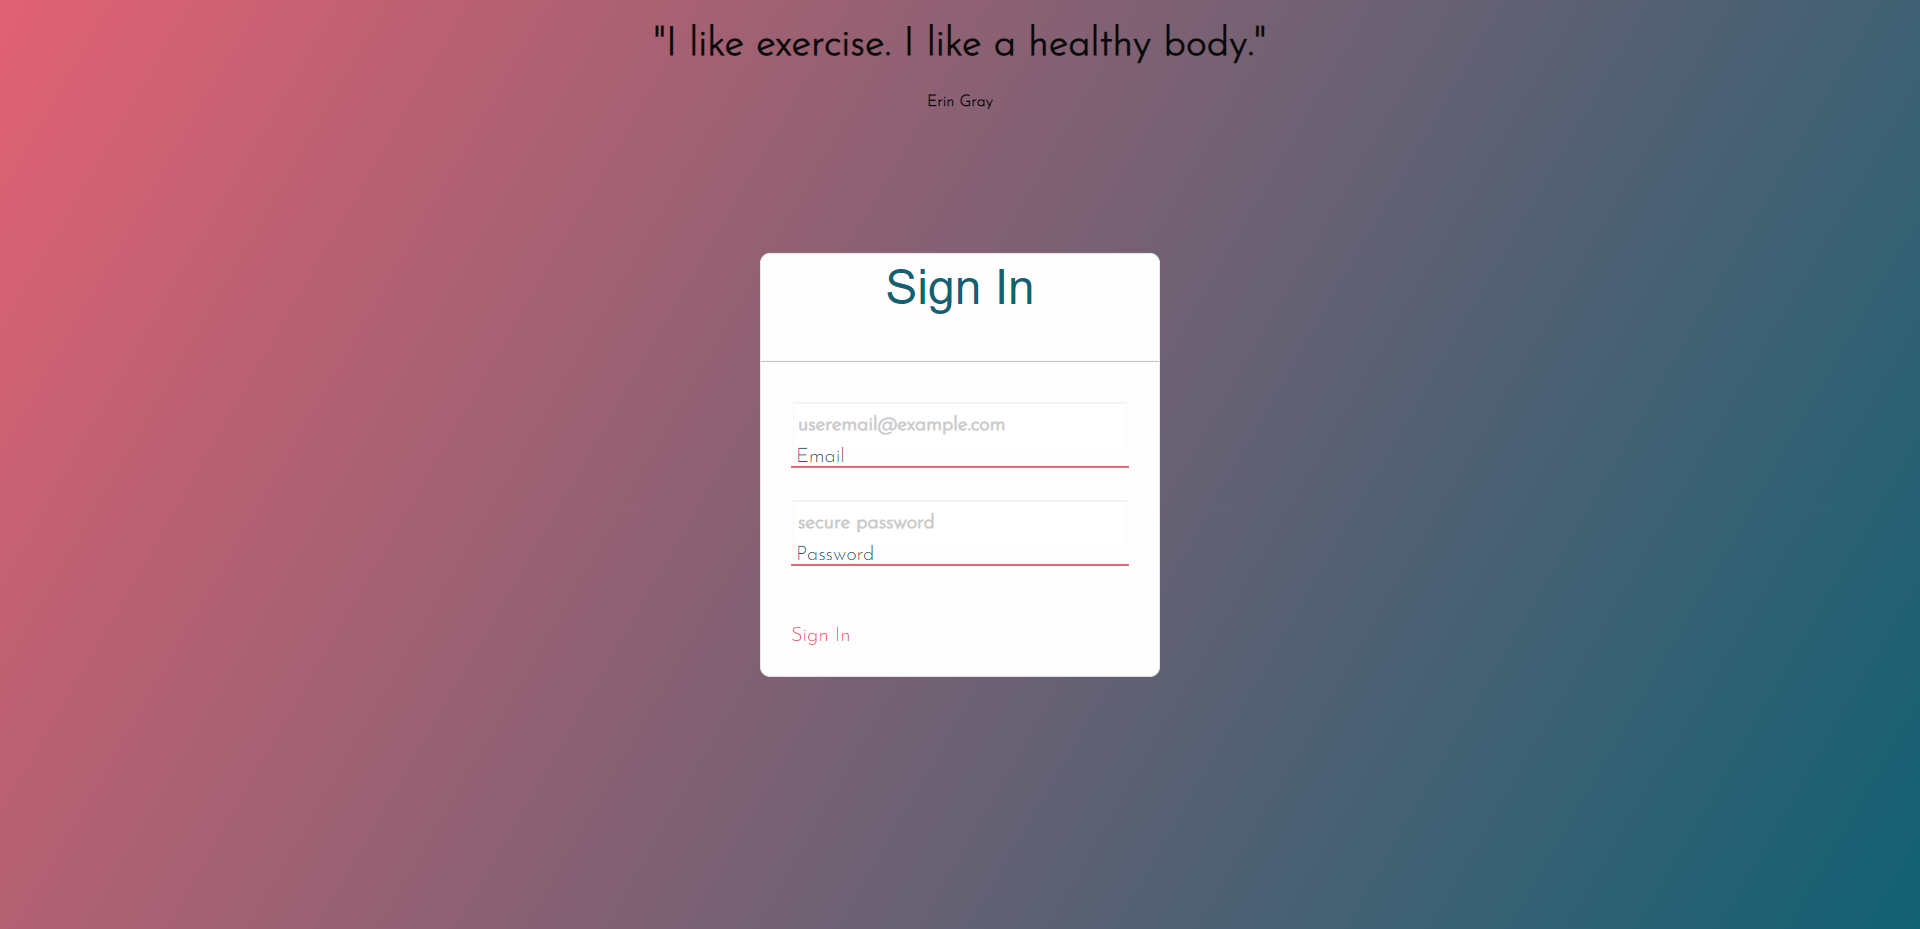 "I like exercise. I like a healthy body."
Erin Gray
Sign In
useremail@example.com
Email
secure password
Password
Sign In